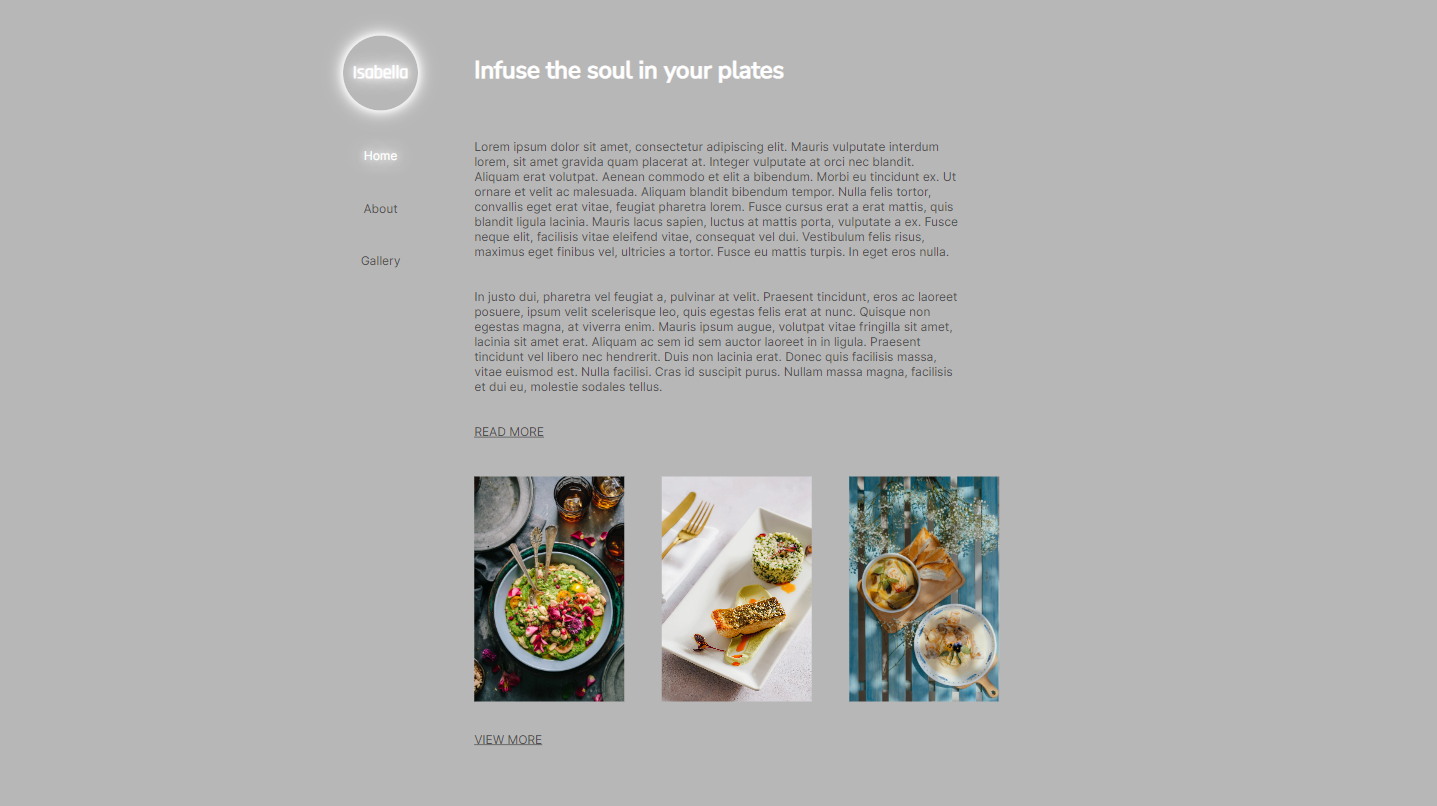 Isabella
Infuse the soul in your plates
Home
About
Gallery
Lorem ipsum dolor sit amet, consectetur adipiscing elit. Mauris vulputate interdum
lorem, sit amet gravida quam placerat at. Integer vulputate at orci nec blandit.
Aliquam erat volutpat. Aenean commodo et elit a bibendum. Morbi eu tincidunt ex. Ut
ornare et velit ac malesuada. Aliquam blandit bibendum tempor. Nulla felis tortor,
convallis eget erat vitae, feugiat pharetra lorem. Fusce cursus erat a erat mattis, quis
blandit ligula lacinia. Mauris lacus sapien, luctus at mattis porta, vulputate a ex. Fusce
neque elit, facilisis vitae eleifend vitae, consequat vel dui. Vestibulum felis risus,
maximus eget finibus vel, ultricies a tortor. Fusce eu mattis turpis. In eget eros nulla.
In justo dui, pharetra vel feugiat a, pulvinar at velit. Praesent tincidunt, eros ac laoreet
posuere, ipsum velit scelerisque leo, quis egestas felis erat at nunc. Quisque non
egestas magna, at viverra enim. Mauris ipsum augue, volutpat vitae fringilla sit amet,
lacinia sit amet erat. Aliquam ac sem id sem auctor laoreet in in ligula. Praesent
tincidunt vel libero nec hendrerit. Duis non lacinia erat. Donec quis facilisis massa,
vitae euismod est. Nulla facilisi. Cras id suscipit purus. Nullam massa magna, facilisis
et dui eu, molestie sodales tellus.
READ MORE
VIEW MORE